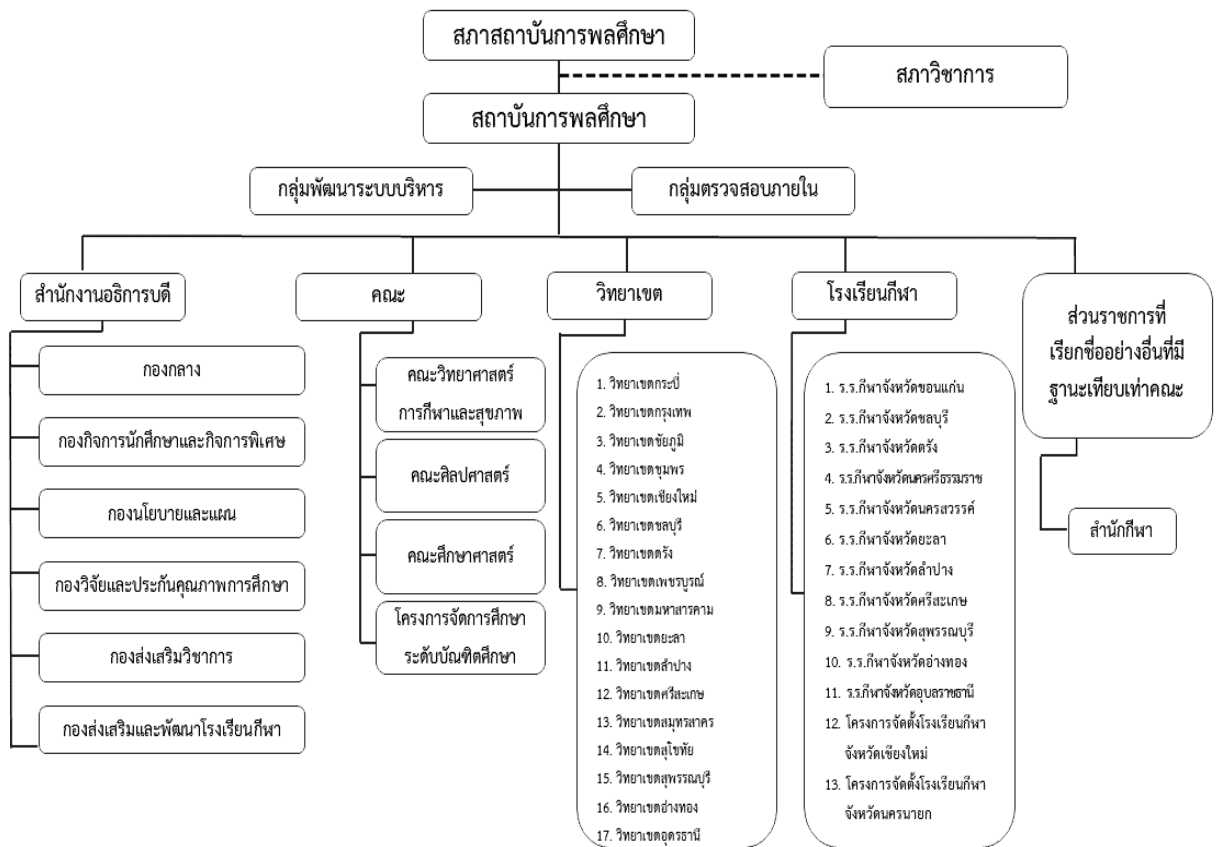 สภาสถาบันการพลศึกษา
สภาวิชาการ
สถาบันการพลศึกษา
กลุ่มพัฒนาระบบบริหาร
กลุ่มตรวจสอบภายใน
สำนักงานอธิการบดี
กองกลาง
กองกิจการนักศึกษาและกิจการพิเศษ
กองนโยบายและแผน
กองวิจัยและประกันคุณภาพการศึกษา
กองส่งเสริมวิชาการ
กองส่งเสริมและพัฒนาโรงเรียนกีฬา
คณะ
คณะวิทยาศาสตร์
การกีฬาและสุขภาพ
คณะศิลปศาสตร์
คณะศึกษาศาสตร์
โครงการจัดการศึกษา
ระดับบัณฑิตศึกษา
วิทยาเขต
1. วิทยาเขตกระบี่
2. วิทยาเขตกรุงเทพ
3. วิทยาเขตชัยภูมิ
4. วิทยาเขตชุมพร
5. วิทยาเขตเชียงใหม่
6. วิทยาเขตชลบุรี
7. วิทยาเขตตรัง
8. วิทยาเขตเพชรบูรณ์
9. วิทยาเขตมหาสารคาม
10. วิทยาเขตยะลา
11. วิทยาเขตลำปาง
12. วิทยาเขตศรีสะเกษ
13. วิทยาเขตสมุทรสาคร
14. วิทยาเขตสุโขทัย
15. วิทยาเขตสุพรรณบุรี
16. วิทยาเขตอ่างทอง
17. วิทยาเขตอุดรธานี
โรงเรียนกีฬา
1. ร.ร.กีฬาจังหวัดขอนแก่น
2. ร.ร.กีฬาจังหวัดชลบุรี
3. ร.ร.กีฬาจังหวัดตรัง
4. ร.ร.กีฬาจังหวัดนครศรีธรรมราช
5. ร.ร.กีฬาจังหวัดนครสวรรค์
6. ร.ร.กีฬาจังหวัดยะลา
7. ร.ร.กีฬาจังหวัดลำปาง
8. ร.ร.กีฬาจังหวัดศรีสะเกษ
9. ร.ร.กีฬาจังหวัดสุพรรณบุรี
10. ร.ร.กีฬาจังหวัดอ่างทอง
11. ร.ร.กีฬาจังหวัดอุบลราชธานี
12. โครงการจัดตั้งโรงเรียนกีฬา
จังหวัดเชียงใหม่
13. โครงการจัดตั้งโรงเรียนกีฬา
จังหวัดนครนายก
ส่วนราชการที่
เรียกชื่ออย่างอื่นที่มี
ฐานะเทียบเท่าคณะ
สำนักกีฬา